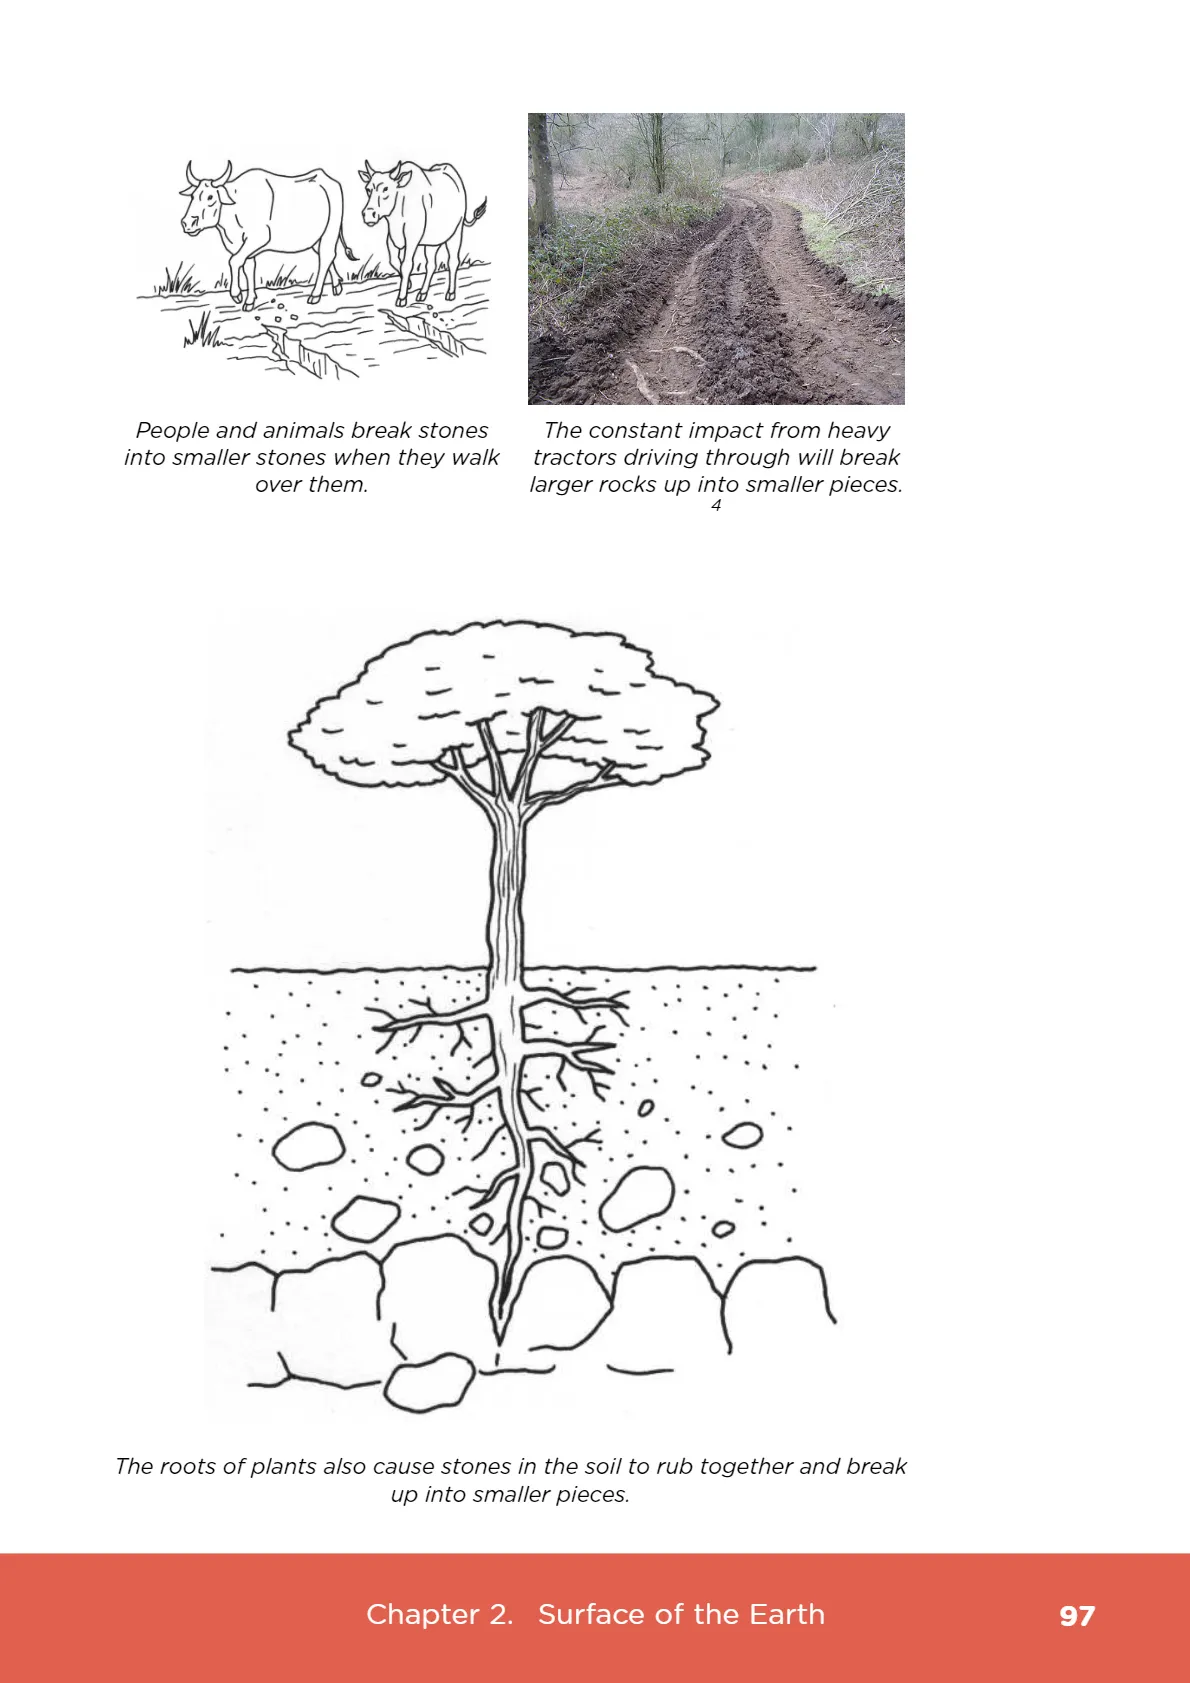 People and animals break stones
into smaller stones when they walk
over them.
The constant impact from heavy
tractors driving through will break
larger rocks up into smaller pieces.
4
The roots of plants also cause stones in the soil to rub together and break
up into smaller pieces.
Chapter 2.   Surface of the Earth
97